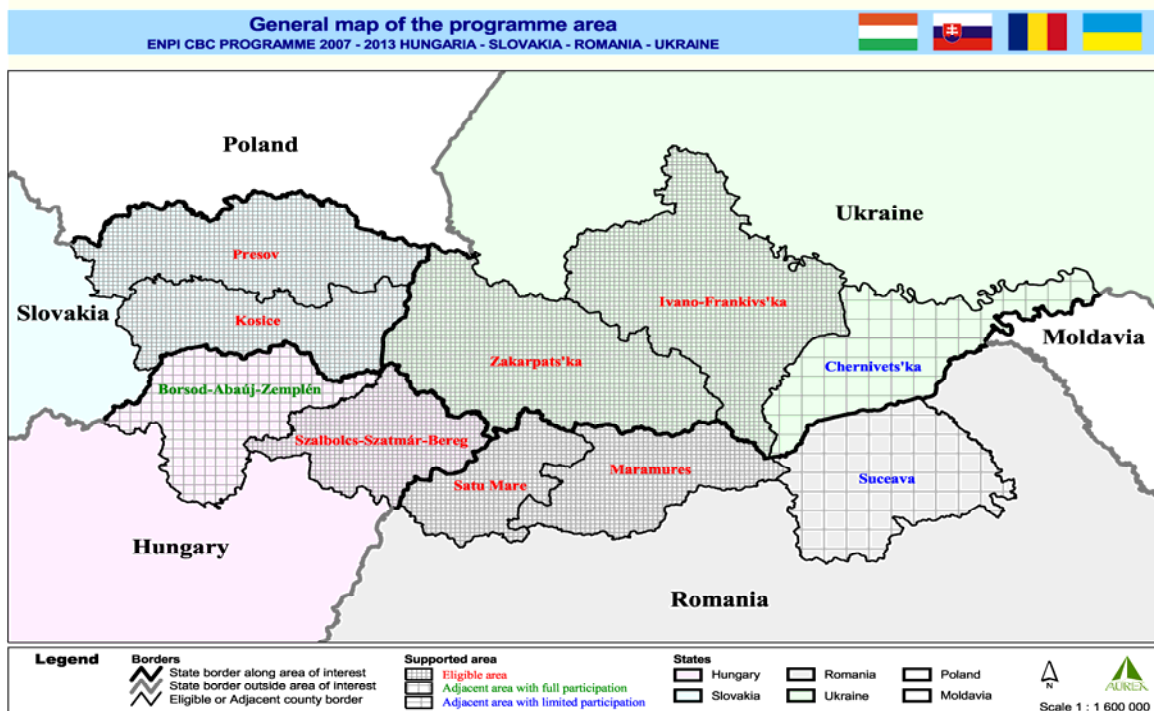 General map of the programme area
ENPI CBC PROGRAMME 2007 - 2013 HUNGARIA - SLOVAKIA - ROMANIA - UKRAINE
Poland
Ukraine
Presov
Slovakia
Kosice
Ivano-Frankivs'ka
Moldavia
Zakarpats'ka
Chernivets'ka
Borsod-Abaúj-Zemplén
Szalbolcs-Szatmár-Bereg
Maramures
Satu Mare
Suceava
Hungary
Romania
Legend
Borders
State border along area of interest
State border outside area of interest
Eligible or Adjacent county border
Supported area
Eligible area
Adjacent area with full participation
Adjacent area with limited participation
States
Hungary
Romania
Poland
Slovakia
Ukraine
Moldavia
N
AUREX
Scale 1 : 1 600 000